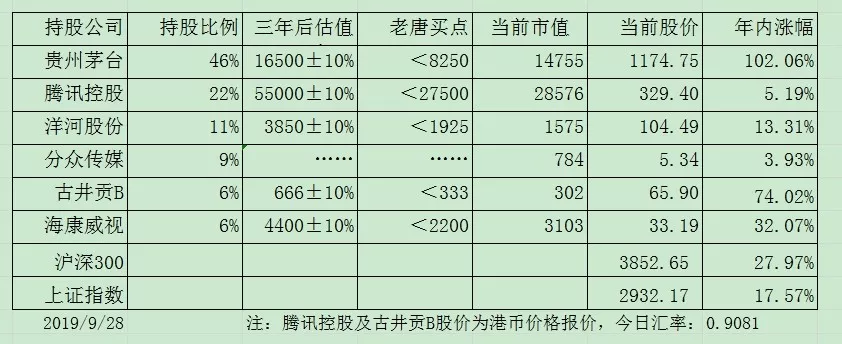 持股公司 持股比例 三年后估值 老唐买点 当前市值 当前股价 年内涨幅
贵州茅台 46% 16500±10% <8250 14755 1174.75 102.06%
腾讯控股 22% 55000±10% <27500 28576 329.40 5.19%
洋河股份 11% 3850±10% <1925 1575 104.49 13.31%
分众传媒 9% …… …… 784 5.34 3.93%
古井贡B 6% 666±10% <333 302 65.90 74.02%
海康威视 6% 4400±10% <2200 3103 33.19 32.07%
沪深300 3852.65 27.97%
上证指数 2932.17 17.57%
2019/9/28 注：腾讯控股及古井贡B股价为港币价格报价，今日汇率：0.9081